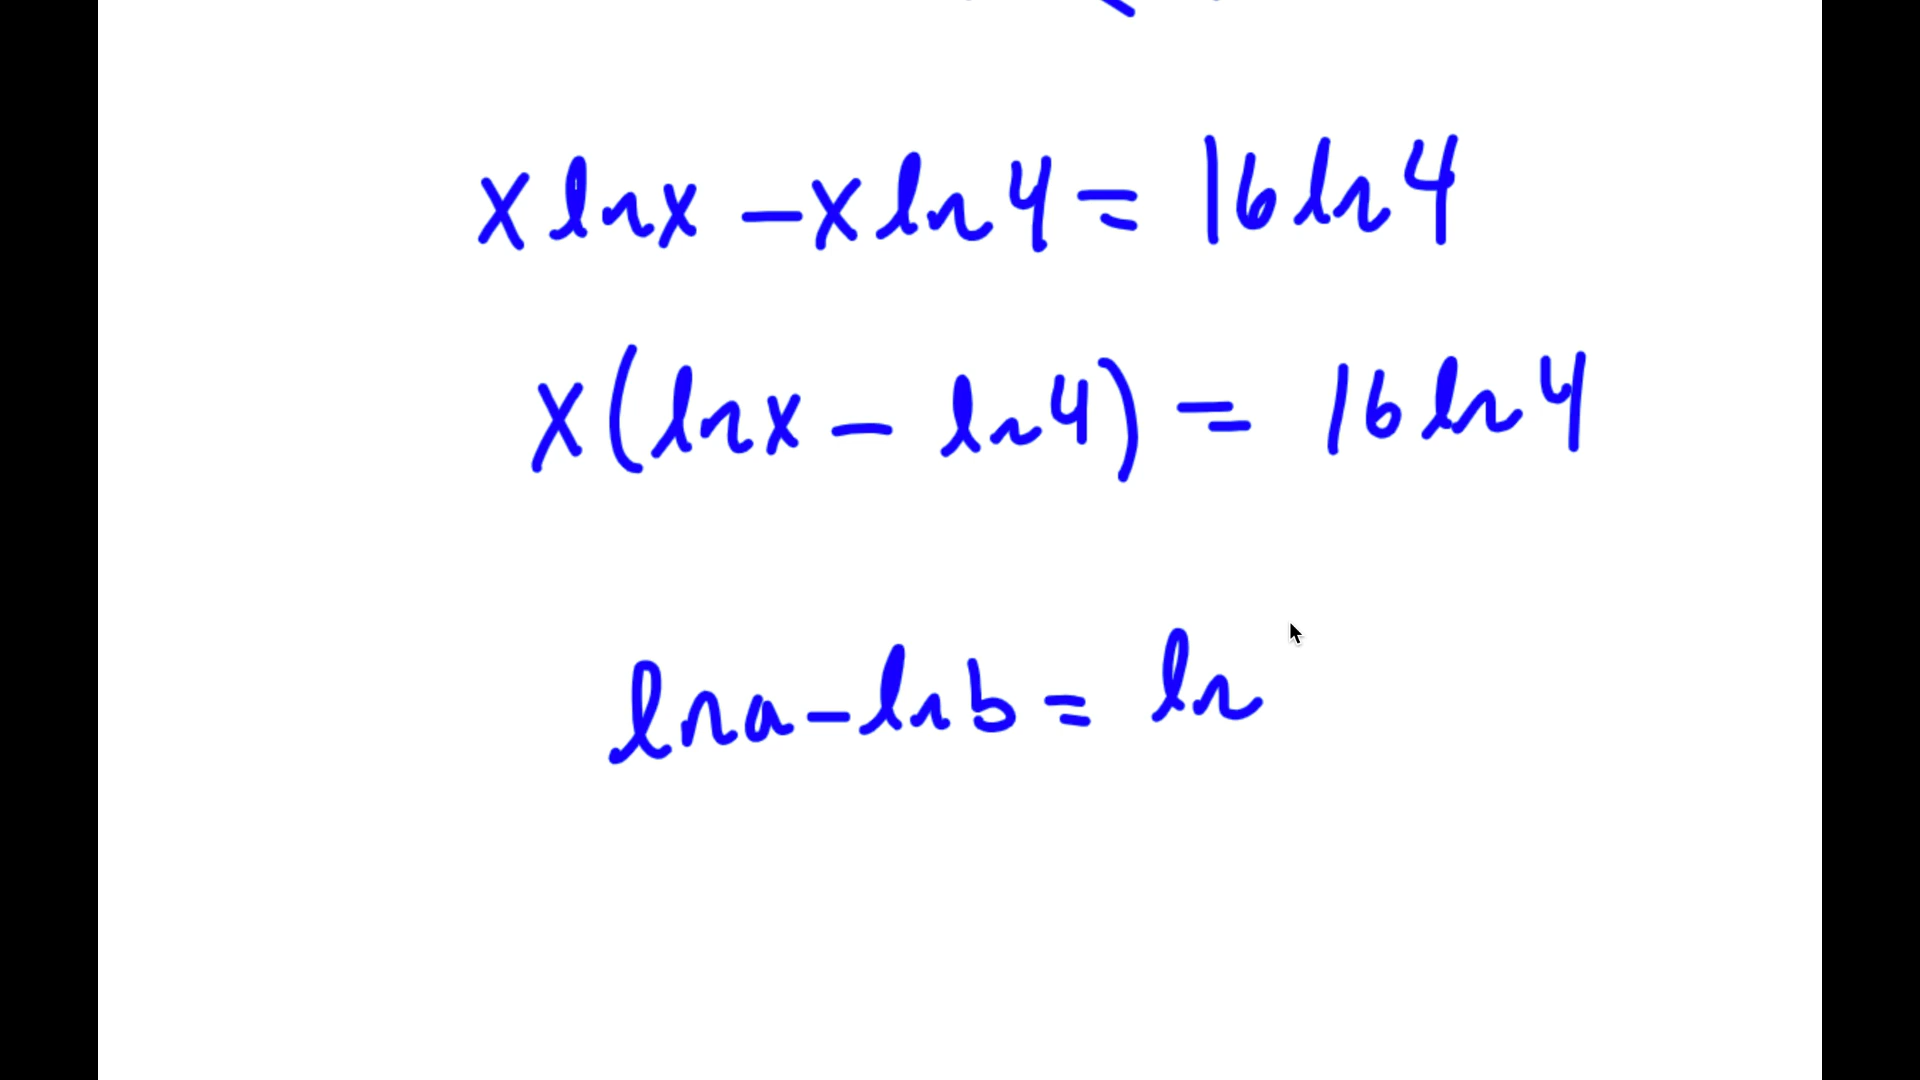 x ln x - x ln 4 = 16 ln 4
x(ln x - ln 4) = 16 ln 4
ln a - ln b = ln